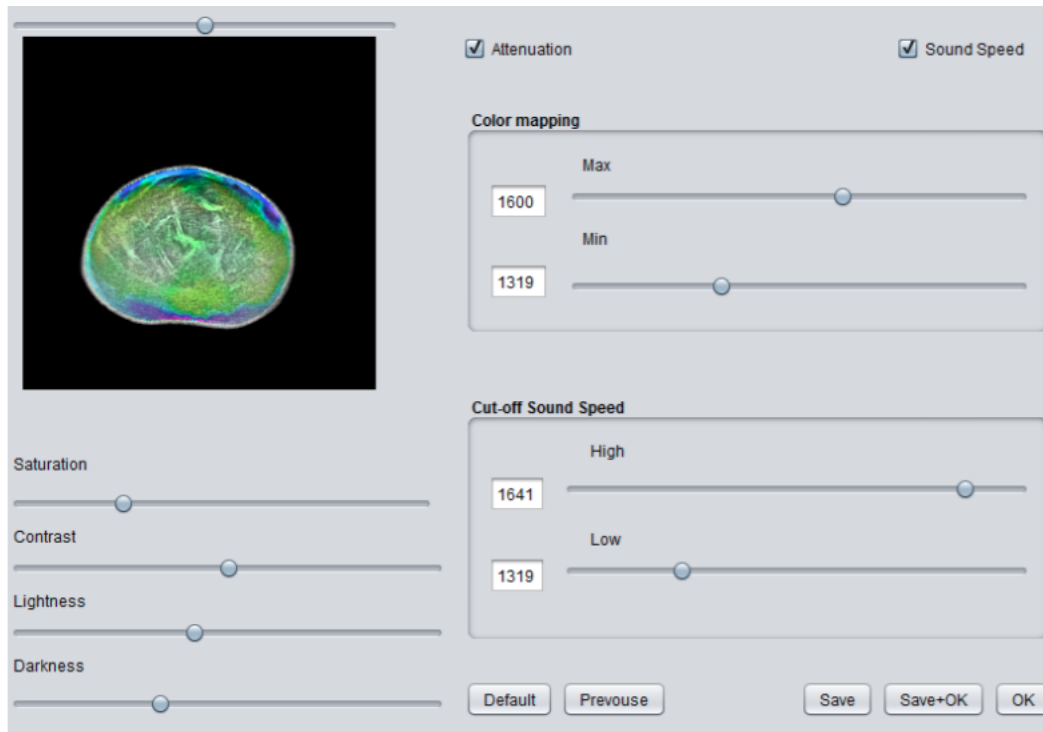 Attenuation
Sound Speed
Color mapping
Max
1600
Min
1319
Cut-off Sound Speed
High
1641
Low
1319
Saturation
Contrast
Lightness
Darkness
Default
Prevouse
Save
Save+OK
OK